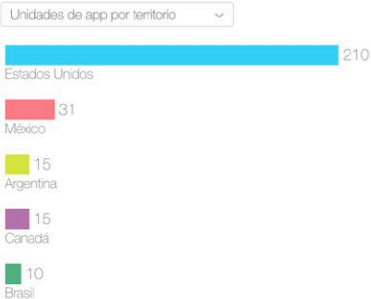 Unidades de app por territorio
210
Estados Unidos
31
México
15
Argentina
15
Canadá
10
Brasil